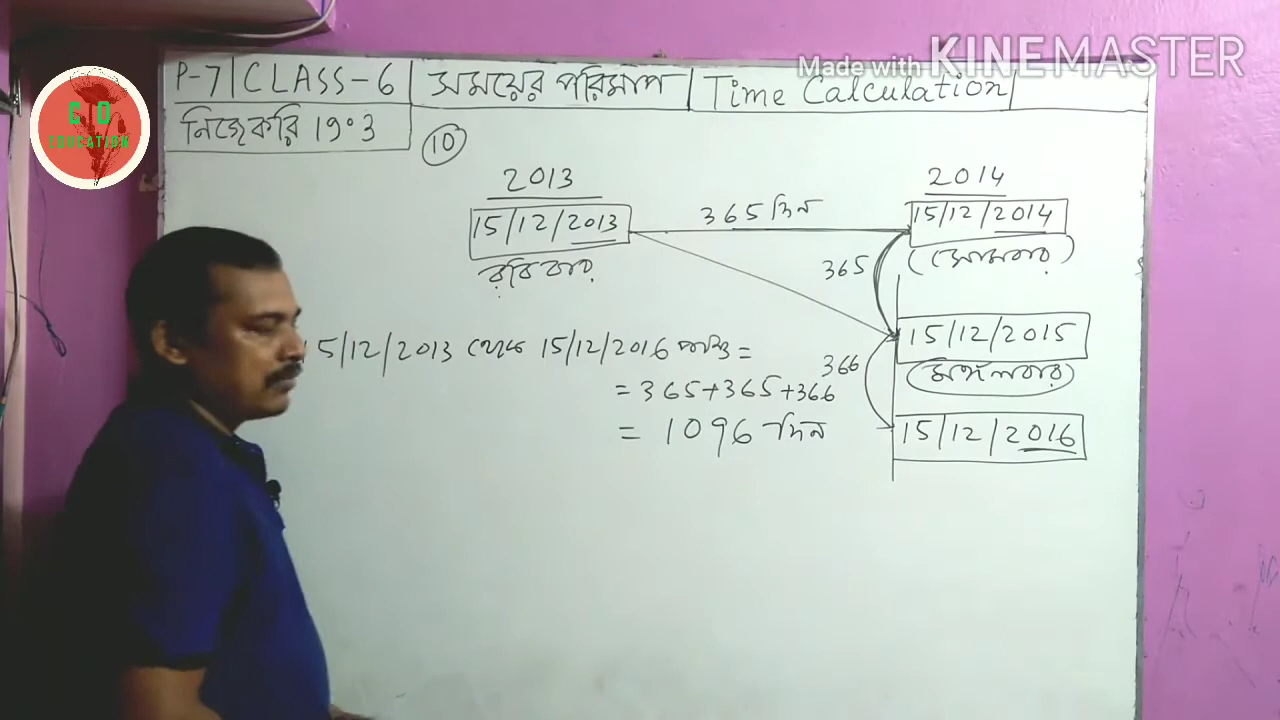 Made with KINEMASTER
C D
EDUCATION
P-7 | CLASS-6 | সময়ের পরিমাপ | Time Calculation |
নিজে করি 19.3
10
2013
2014
15/12/2013
365 দিন
15/12/2014
রবিবার
(সোমবার)
365
15/12/2015
(মঙ্গলবার)
366
15/12/2016
15/12/2013 থেকে 15/12/2016 পর্যন্ত =
= 365+365+366
= 1096 দিন